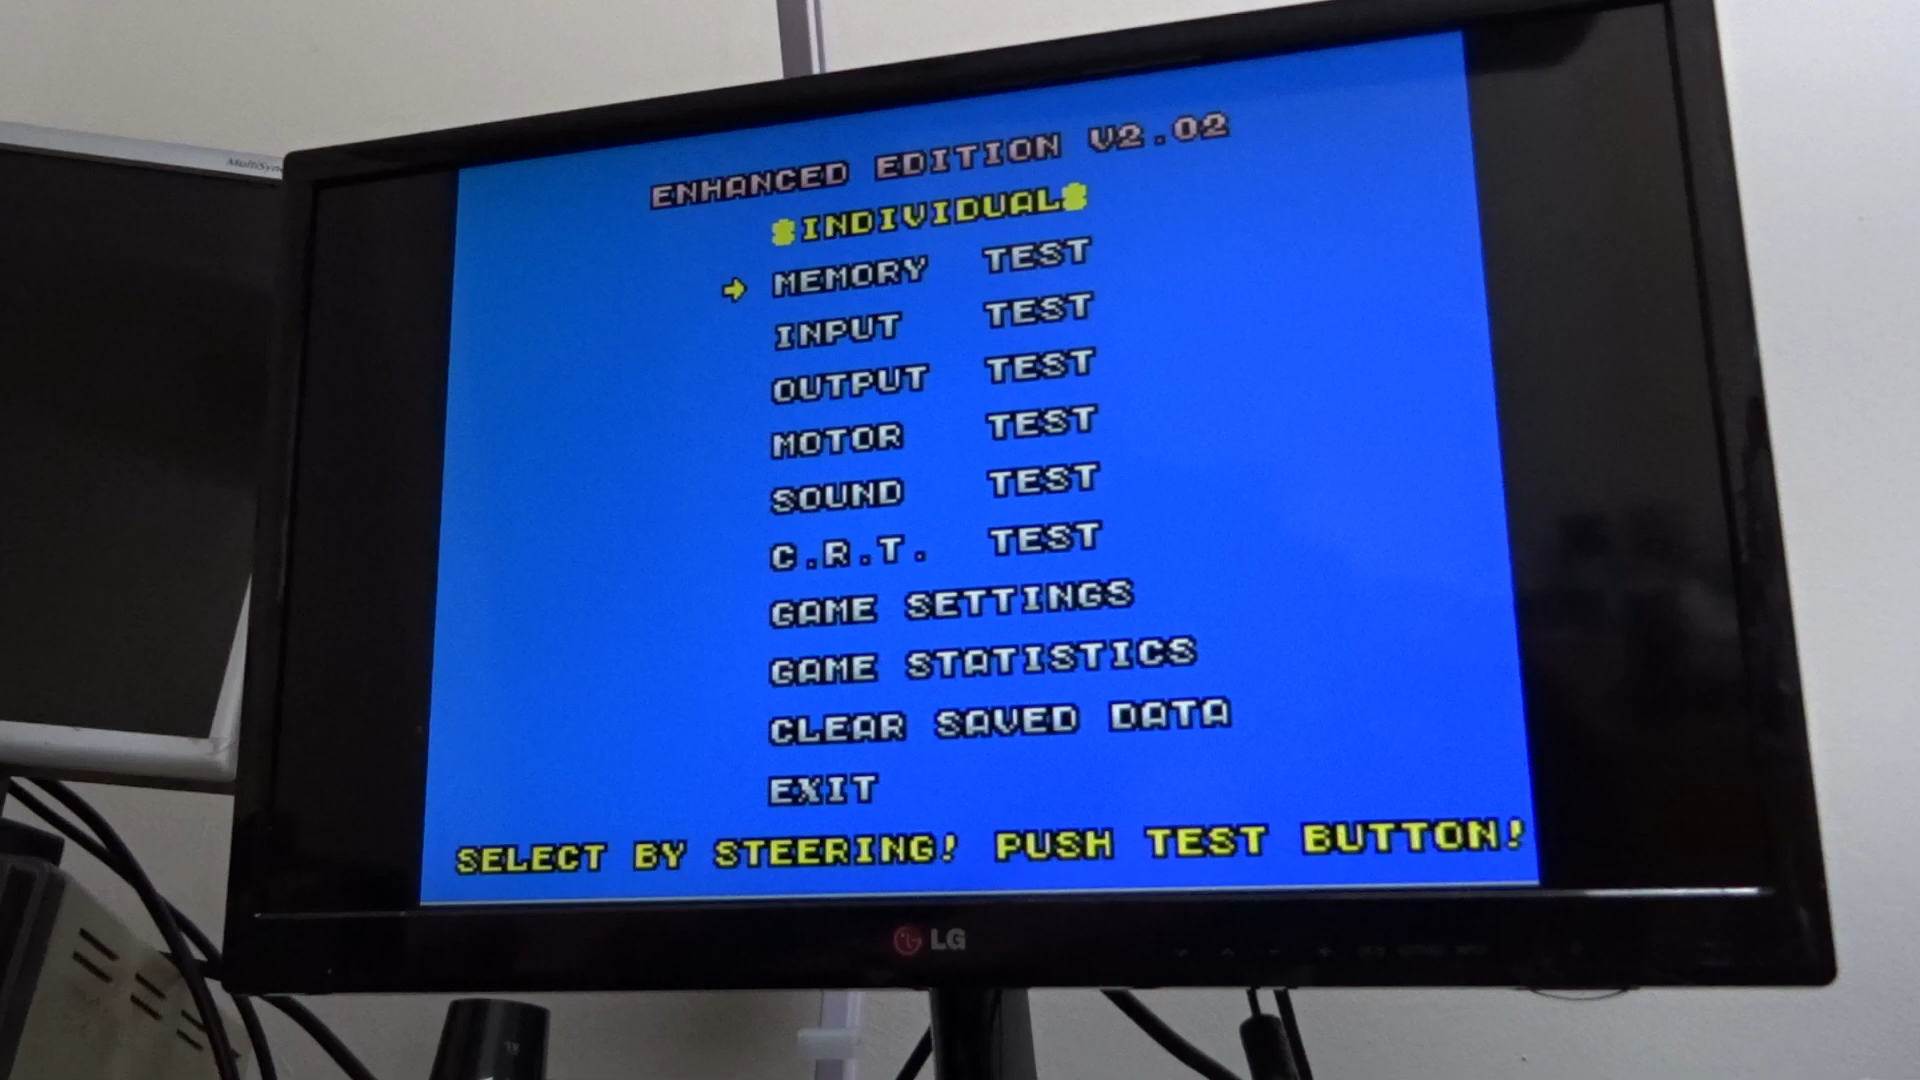 MultiSync
ENHANCED EDITION V2.02
INDIVIDUAL
MEMORY TEST
INPUT TEST
OUTPUT TEST
MOTOR TEST
SOUND TEST
C.R.T. TEST
GAME SETTINGS
GAME STATISTICS
CLEAR SAVED DATA
EXIT
SELECT BY STEERING! PUSH TEST BUTTON!
LG